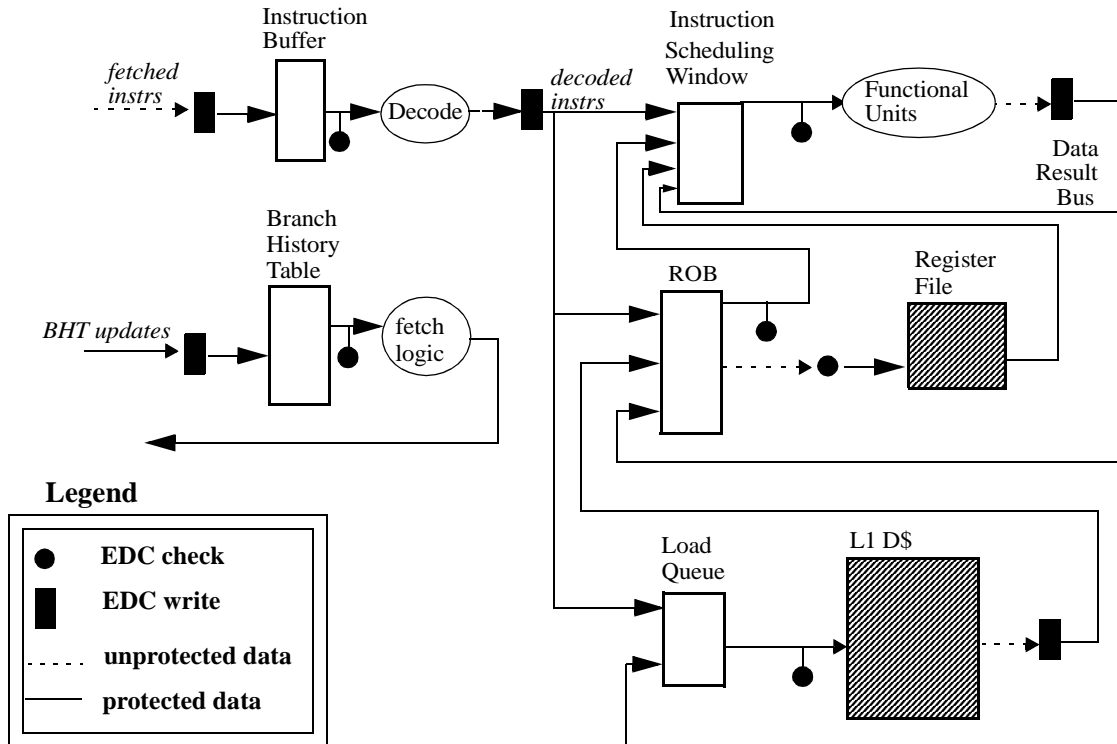 Instruction
Buffer
fetched
instrs
Decode
decoded
instrs
Instruction
Scheduling
Window
Functional
Units
Data
Result
Bus
Branch
History
Table
BHT updates
fetch
logic
ROB
Register
File
Load
Queue
L1 D$
Legend
EDC check
EDC write
unprotected data
protected data